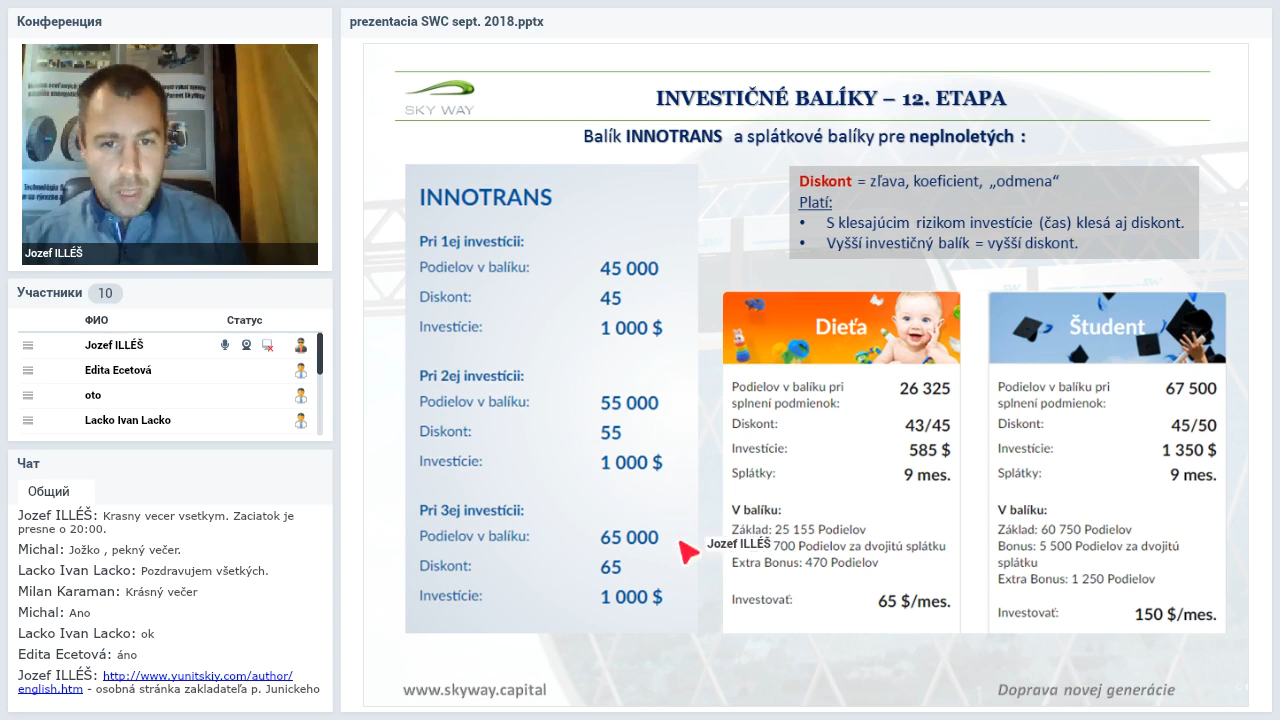 Конференция
Jozef ILLÉŠ
Участники 10
ФИО Статус
Jozef ILLÉŠ
Edita Ecetová
oto
Lacko Ivan Lacko
Чат
Общий
Jozef ILLÉŠ: Krasny vecer vsetkym. Zaciatok je
presne o 20:00.
Michal: Jožko , pekný večer.
Lacko Ivan Lacko: Pozdravujem všetkých.
Milan Karaman: Krásný večer
Michal: Ano
Lacko Ivan Lacko: ok
Edita Ecetová: áno
Jozef ILLÉŠ: http://www.yunitskiy.com/author/
english.htm - osobná stránka zakladateľa p. Junickeho
prezentacia SWC sept. 2018.pptx
SKY WAY
INVESTIČNÉ BALÍKY – 12. ETAPA
Balík INNOTRANS a splátkové balíky pre neplnoletých :
INNOTRANS
Pri 1ej investícii:
Podielov v balíku: 45 000
Diskont: 45
Investície: 1 000 $
Pri 2ej investícii:
Podielov v balíku: 55 000
Diskont: 55
Investície: 1 000 $
Pri 3ej investícii:
Podielov v balíku: 65 000
Diskont: 65
Investície: 1 000 $
Jozef ILLÉŠ
Diskont = zľava, koeficient, „odmena“
Platí:
• S klesajúcim rizikom investície (čas) klesá aj diskont.
• Vyšší investičný balík = vyšší diskont.
Dieťa
Podielov v balíku pri 26 325
splnení podmienok:
Diskont: 43/45
Investície: 585 $
Splátky: 9 mes.
V balíku:
Základ: 25 155 Podielov
700 Podielov za dvojitú splátku
Extra Bonus: 470 Podielov
Investovať: 65 $/mes.
Študent
Podielov v balíku pri 67 500
splnení podmienok:
Diskont: 45/50
Investície: 1 350 $
Splátky: 9 mes.
V balíku:
Základ: 60 750 Podielov
Bonus: 5 500 Podielov za dvojitú
splátku
Extra Bonus: 1 250 Podielov
Investovať: 150 $/mes.
www.skyway.capital
Doprava novej generácie